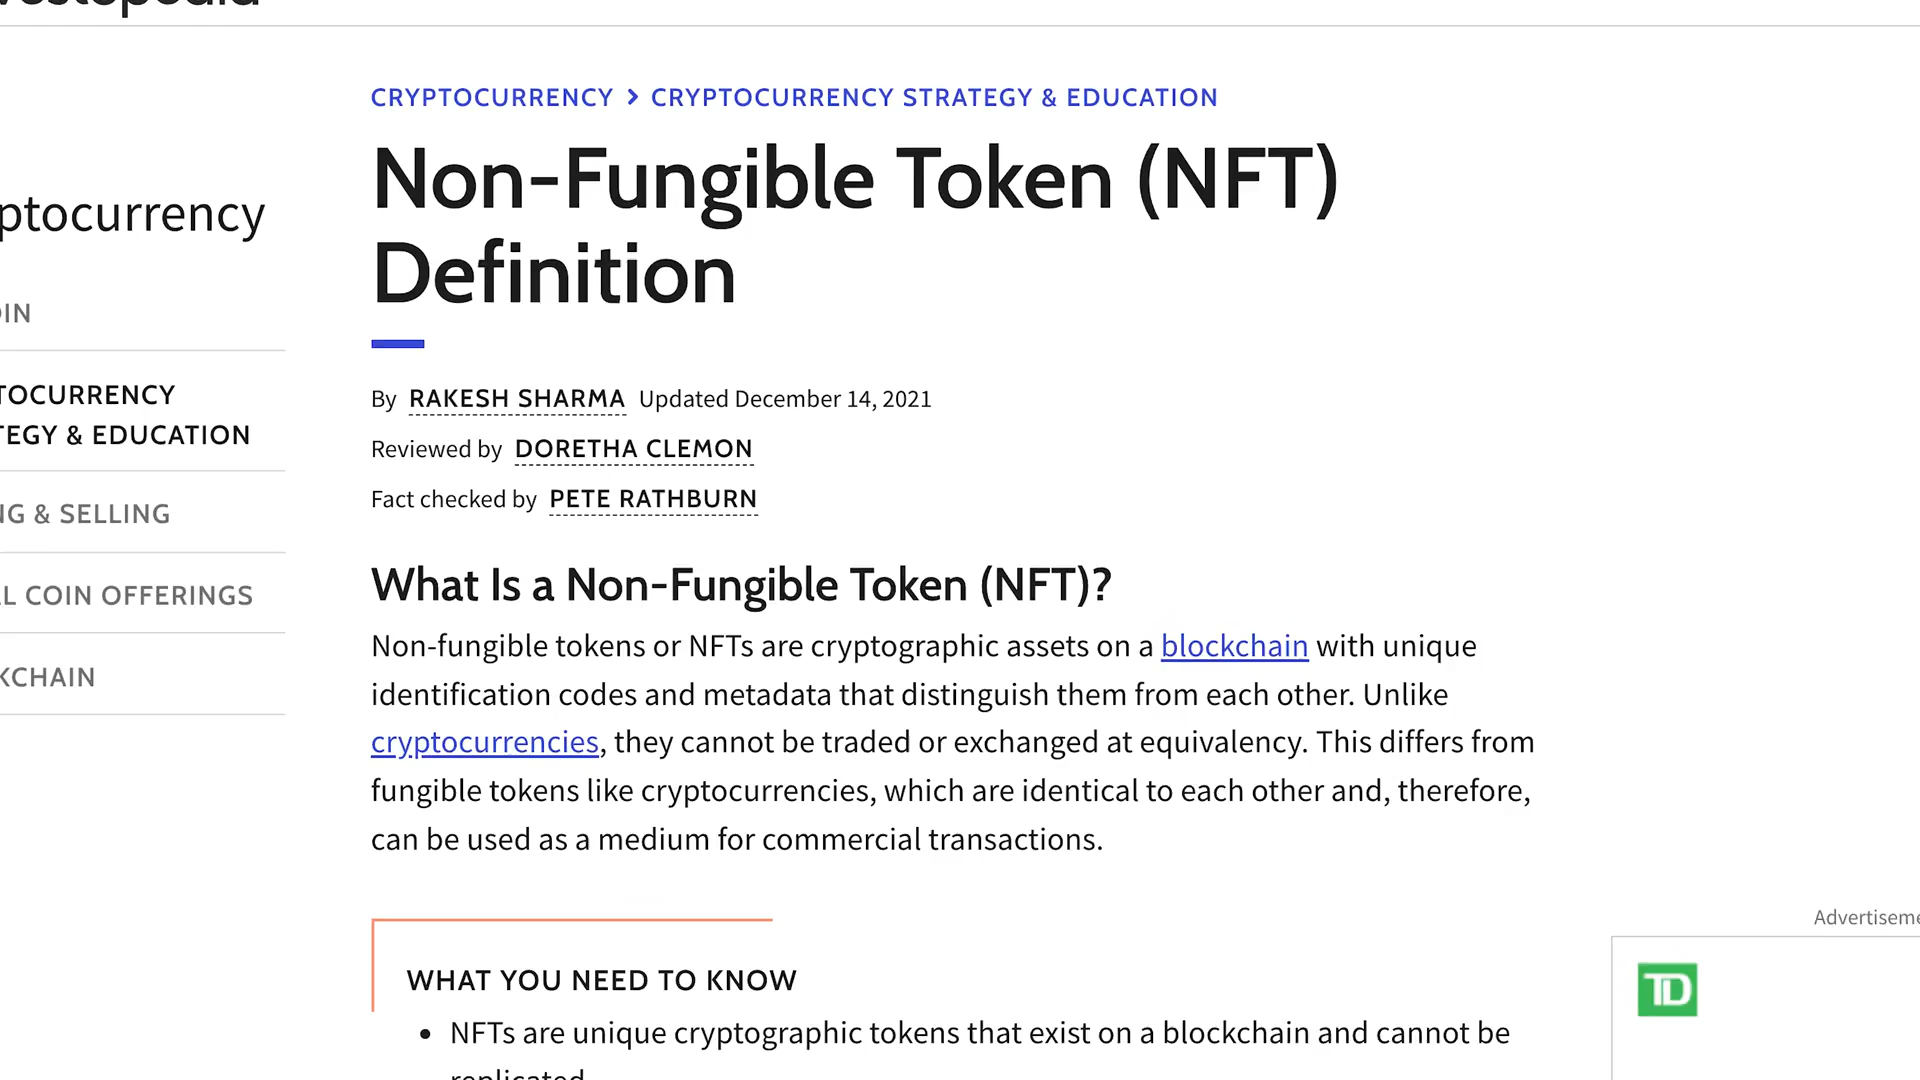 CRYPTOCURRENCY > CRYPTOCURRENCY STRATEGY & EDUCATION
Non-Fungible Token (NFT)
Definition
ptocurrency
OIN
TOCURRENCY
TEGY & EDUCATION
NG & SELLING
L COIN OFFERINGS
KCHAIN
By RAKESH SHARMA Updated December 14, 2021
Reviewed by DORETHA CLEMON
Fact checked by PETE RATHBURN
What Is a Non-Fungible Token (NFT)?
Non-fungible tokens or NFTs are cryptographic assets on a blockchain with unique
identification codes and metadata that distinguish them from each other. Unlike
cryptocurrencies, they cannot be traded or exchanged at equivalency. This differs from
fungible tokens like cryptocurrencies, which are identical to each other and, therefore,
can be used as a medium for commercial transactions.
WHAT YOU NEED TO KNOW
• NFTs are unique cryptographic tokens that exist on a blockchain and cannot be
replicated.
Advertiseme
TD